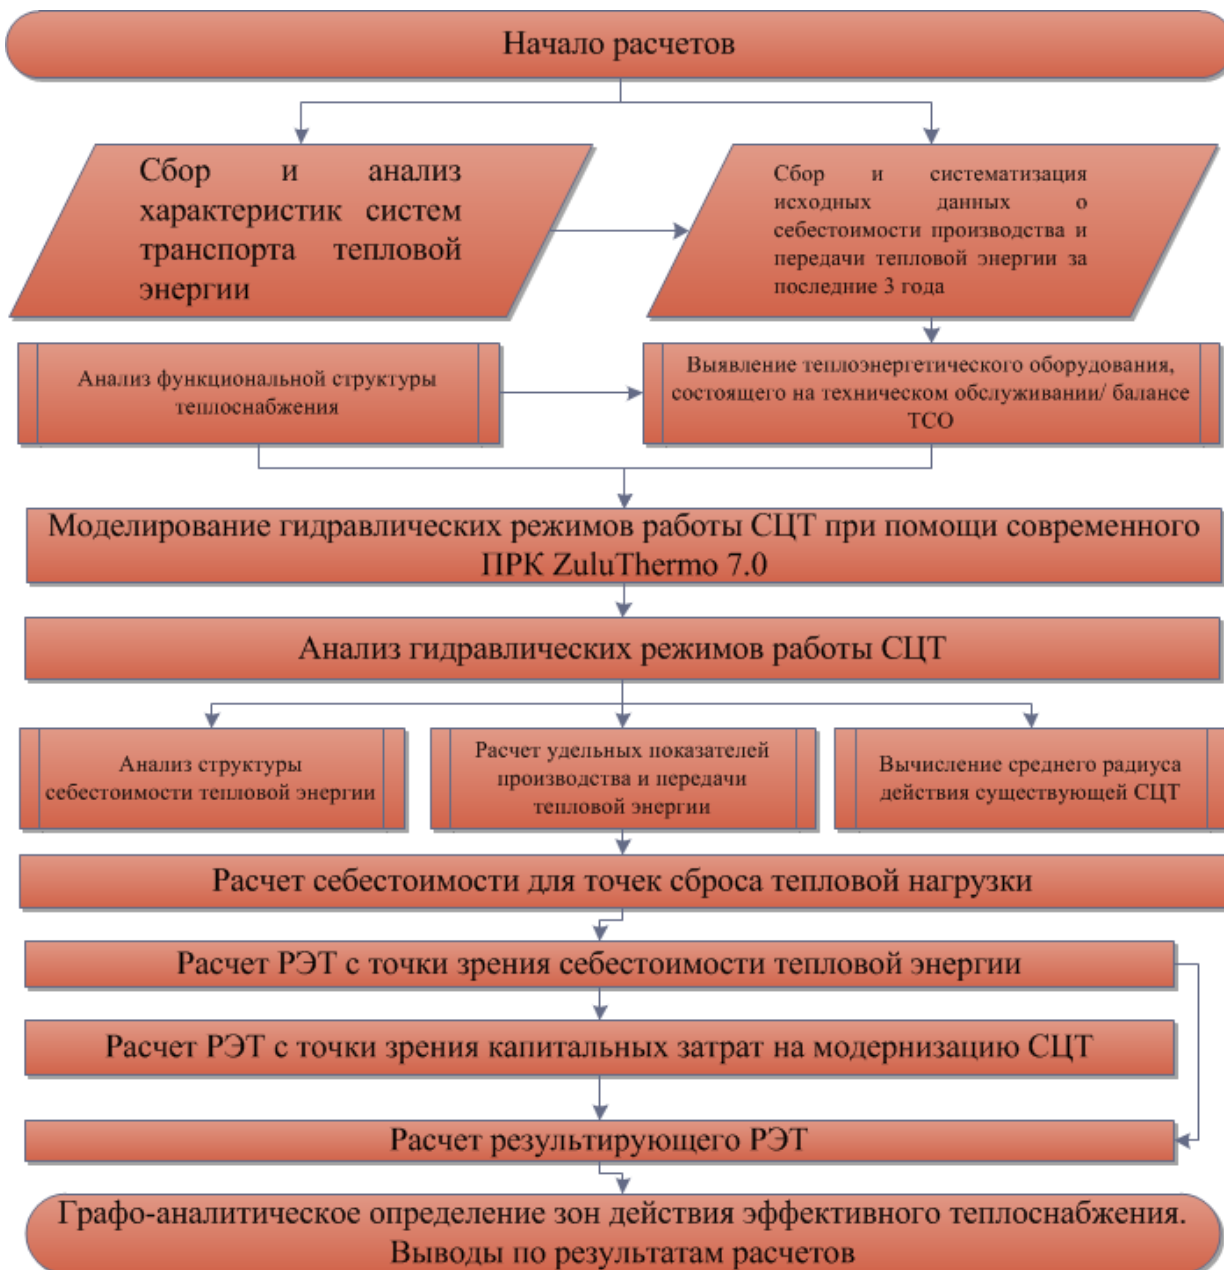 Начало расчетов
Сбор и анализ
характеристик систем
транспорта тепловой
энергии
Сбор и систематизация
исходных данных о
себестоимости производства и
передачи тепловой энергии за
последние 3 года
Анализ функциональной структуры
теплоснабжения
Выявление теплоэнергетического оборудования,
состоящего на техническом обслуживании/ балансе
ТСО
Моделирование гидравлических режимов работы СЦТ при помощи современного
ПРК ZuluThermo 7.0
Анализ гидравлических режимов работы СЦТ
Анализ структуры
себестоимости тепловой энергии
Расчет удельных показателей
производства и передачи
тепловой энергии
Вычисление среднего радиуса
действия существующей СЦТ
Расчет себестоимости для точек сброса тепловой нагрузки
Расчет РЭТ с точки зрения себестоимости тепловой энергии
Расчет РЭТ с точки зрения капитальных затрат на модернизацию СЦТ
Расчет результирующего РЭТ
Графо-аналитическое определение зон действия эффективного теплоснабжения.
Выводы по результатам расчетов